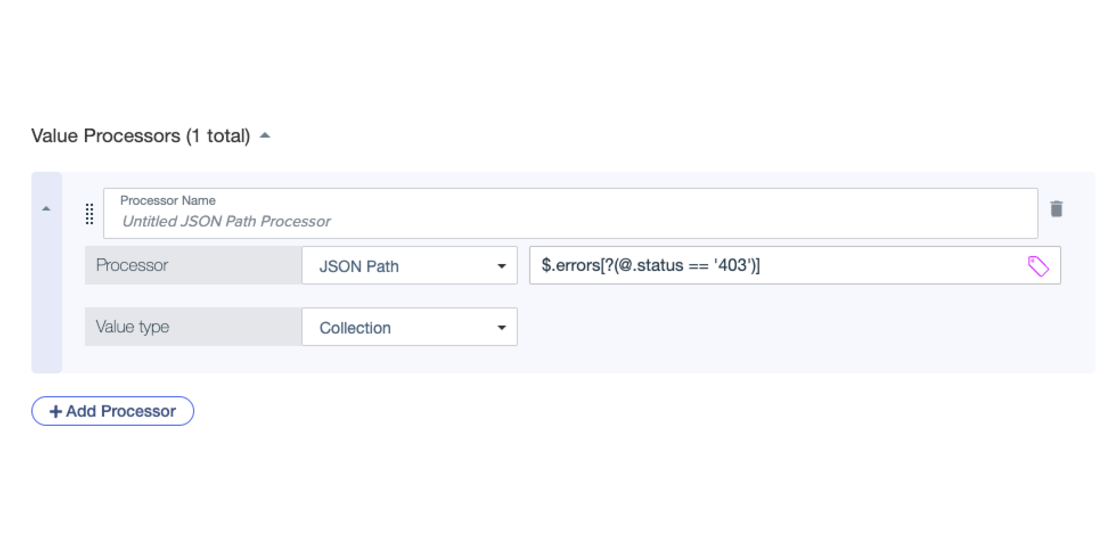 Value Processors (1 total)
Processor Name
Untitled JSON Path Processor
Processor
JSON Path
$.errors[?(@.status == '403')]
Value type
Collection
+ Add Processor